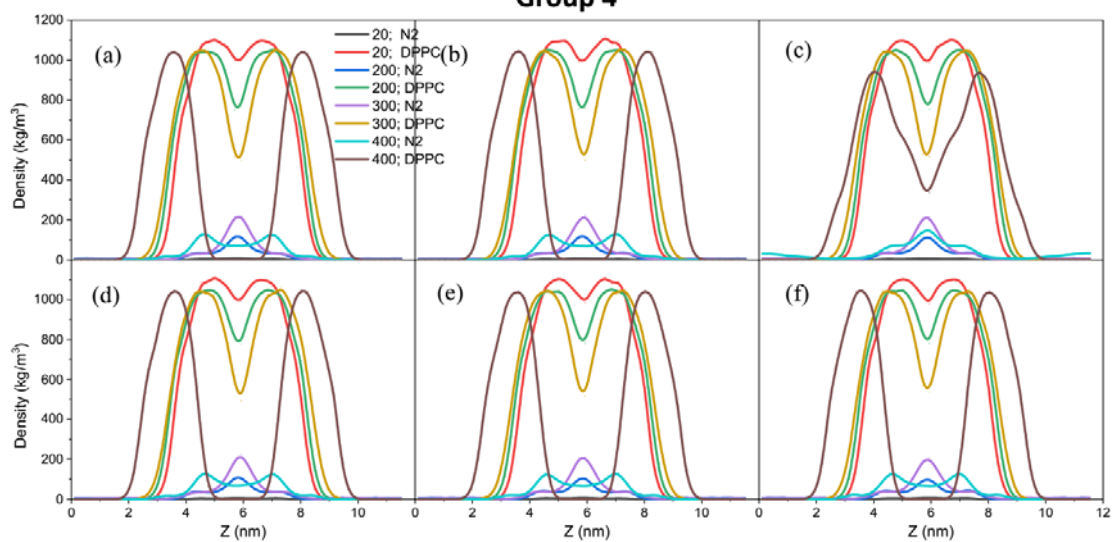 Group 4
1200
1000
800
600
400
200
0
Density (kg/m³)
(a)
20; N2
20; DPPC
200; N2
200; DPPC
300; N2
300; DPPC
400; N2
400; DPPC
(b)
(c)
1000
800
600
400
200
0
Density (kg/m³)
(d)
(e)
(f)
0 2 4 6 8 10
2 4 6 8 10
0 2 4 6 8 10 12
Z (nm)
Z (nm)
Z (nm)